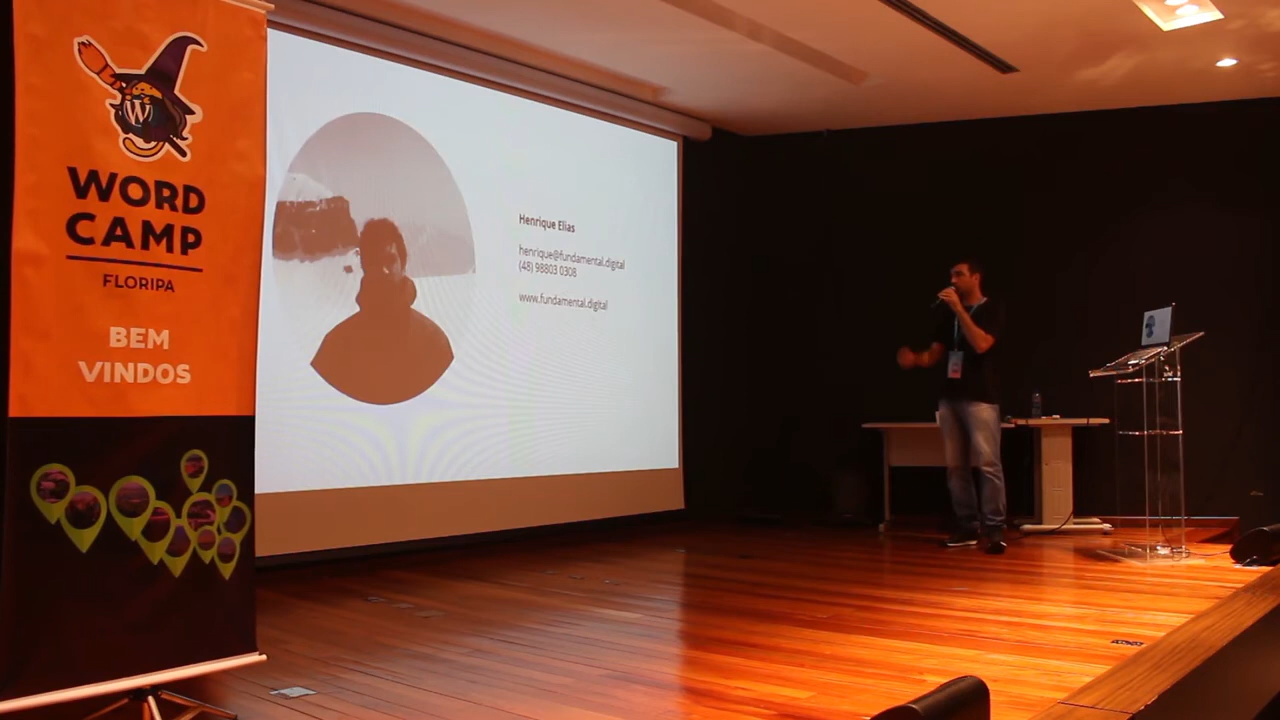 WORD
CAMP
FLORIPA
BEM
VINDOS
Henrique Elias
henrique@fundamental.digital
(48) 98803 0308
www.fundamental.digital